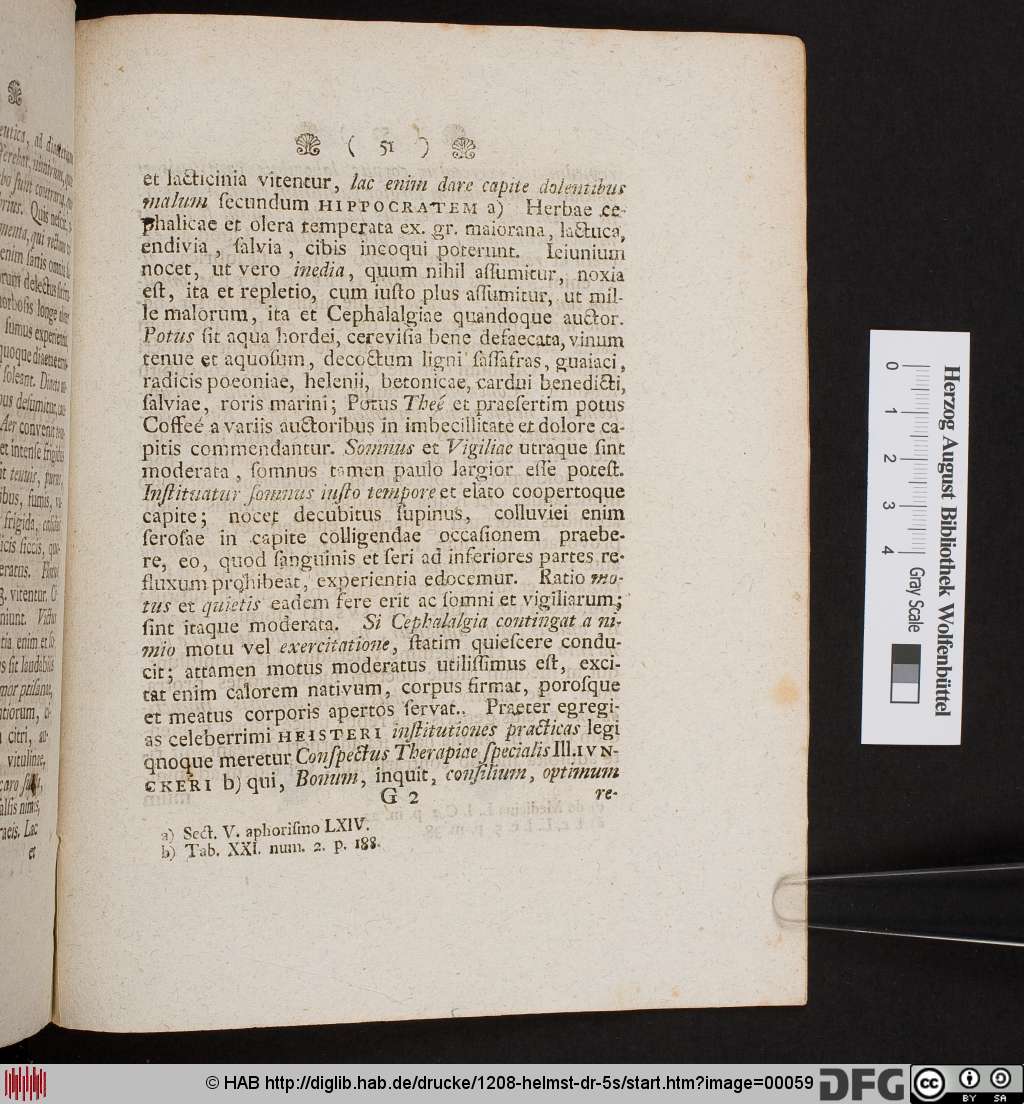 ( 51 )
et lacticinia vitentur, lac enim dare capite dolentibus
malum ſecundum HIPPOCRATEM a) Herbae ce-
phalicae et olera temperata ex. gr. maiorana, lactuca,
endivia, ſalvia, cibis incoqui poterunt. Ieiunium
nocet, ut vero inedia, quum nihil aſſumitur, noxia
eſt, ita et repletio, cum iuſto plus aſſumitur, ut mil-
le malorum, ita et Cephalalgiae quandoque auctor.
Potus ſit aqua hordei, cereviſia bene defaecata, vinum
tenue et aquoſum, decoctum ligni ſaſſafras, guaiaci,
radicis poeoniae, helenii, betonicae, cardui benedicti,
ſalviae, roris marini; Potus Theé et praeſertim potus
Coffeé a variis auctoribus in imbecillitate et dolore ca-
pitis commendantur. Somnus et Vigiliae utraque ſint
moderata, ſomnus tamen paulo largior eſſe poteſt.
Inſtituatur ſomnus iuſto tempore et elato coopertoque
capite; nocet decubitus ſupinus, colluviei enim
ſeroſae in capite colligendae occaſionem praebe-
re, eo, quod ſanguinis et ſeri ad inferiores partes re-
fluxum prohibeat, experientia edocemur. Ratio mo-
tus et quietis eadem fere erit ac ſomni et vigiliarum;
ſint itaque moderata. Si Cephalalgia contingat a ni-
mio motu vel exercitatione, ſtatim quieſcere condu-
cit; attamen motus moderatus utiliſſimus eſt, exci-
tat enim calorem nativum, corpus firmat, poroſque
et meatus corporis apertos ſervat. Praeter egregi-
as celeberrimi HEISTERI inſtitutiones practicas legi
qnoque meretur Conſpectus Therapiae ſpecialis Ill. IVN-
CKERI b) qui, Bonum, inquit, conſilium, optimum
G 2 re-
a) Sect. V. aphoriſmo LXIV.
b) Tab. XXI. num. 2. p. 188.
Herzog August Bibliothek Wolfenbüttel
0 1 2 3 4 Gray Scale
© HAB http://diglib.hab.de/drucke/1208-helmst-dr-5s/start.htm?image=00059
DFG
cc BY SA